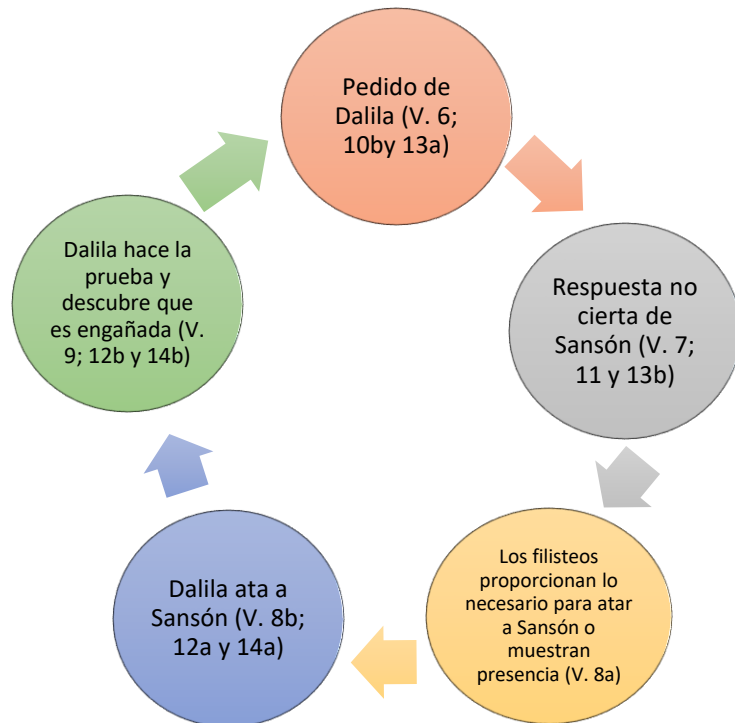 Pedido de
Dalila (V. 6;
10by 13a)
Respuesta no
cierta de
Sansón (V. 7;
11 y 13b)
Los filisteos
proporcionan lo
necesario para atar
a Sansón o
muestran
presencia (V. 8a)
Dalila ata a
Sansón (V. 8b;
12a y 14a)
Dalila hace la
prueba y
descubre que
es engañada (V.
9; 12b y 14b)